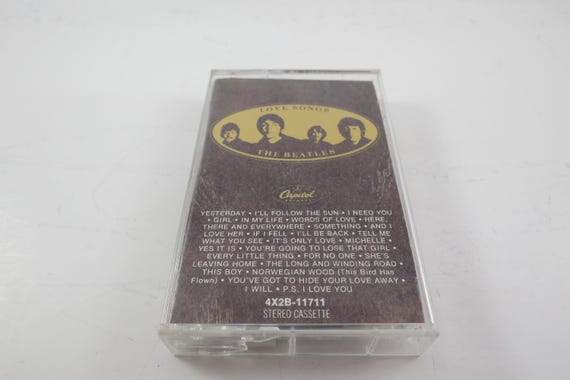 LOVE SONGS
THE BEATLES
Capitol
RECORDS
YESTERDAY • I'LL FOLLOW THE SUN • I NEED YOU
• GIRL • IN MY LIFE • WORDS OF LOVE • HERE,
THERE AND EVERYWHERE • SOMETHING • AND I
LOVE HER • IF I FELL • I'LL BE BACK • TELL ME
WHAT YOU SEE • IT'S ONLY LOVE • MICHELLE •
YES IT IS • YOU'RE GOING TO LOSE THAT GIRL •
EVERY LITTLE THING • FOR NO ONE • SHE'S
LEAVING HOME • THE LONG AND WINDING ROAD •
THIS BOY • NORWEGIAN WOOD (This Bird Has
Flown) • YOU'VE GOT TO HIDE YOUR LOVE AWAY •
I WILL • P.S. I LOVE YOU
4X2B-11711
STEREO CASSETTE